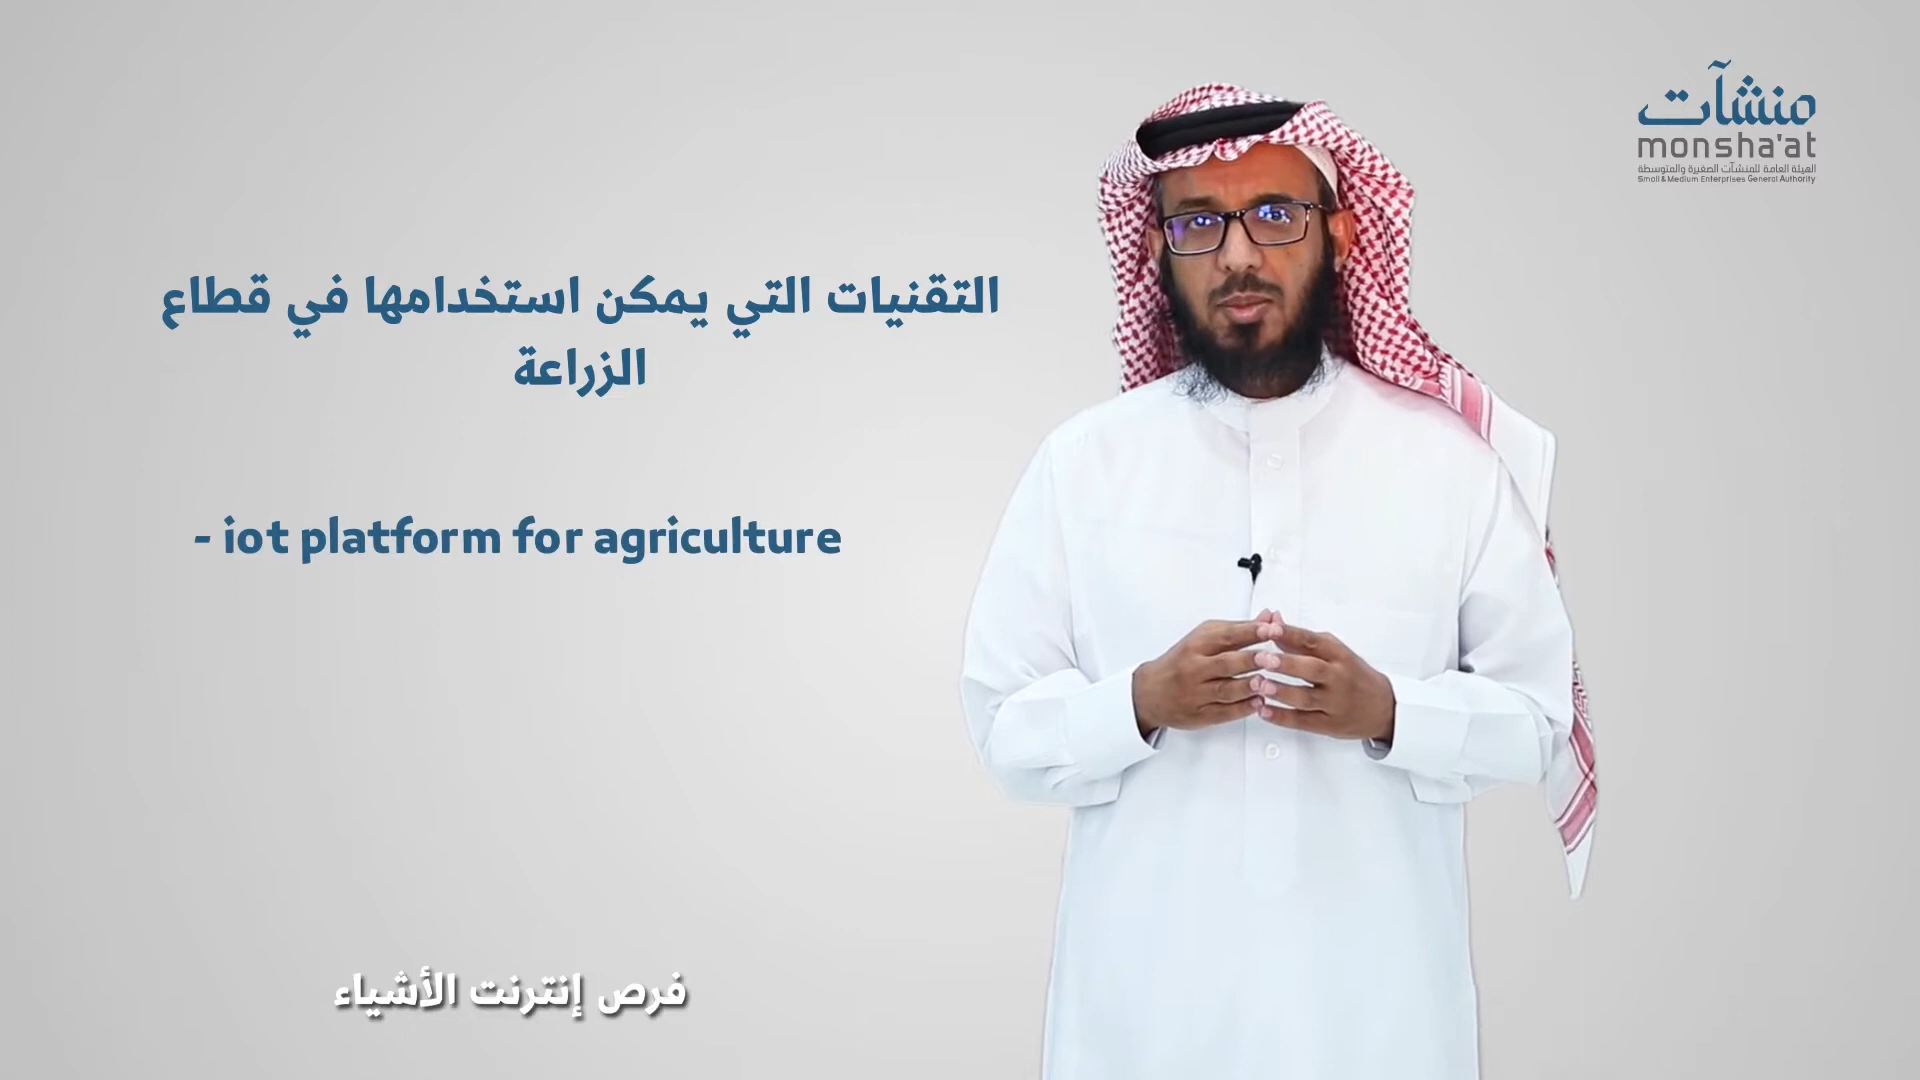 منشآت
monsha'at
الهيئة العامة للمنشآت الصغيرة والمتوسطة
Small & Medium Enterprises General Authority
التقنيات التي يمكن استخدامها في قطاع
الزراعة
- iot platform for agriculture
فرص إنترنت الأشياء